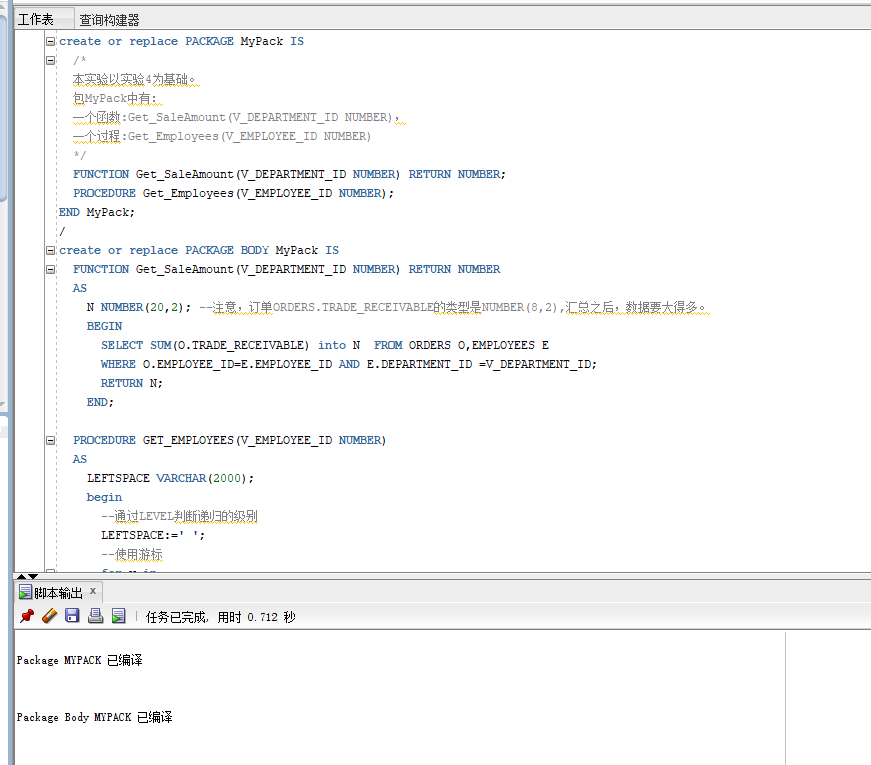 工作表 查询构建器
create or replace PACKAGE MyPack IS
/*
本实验以实验4为基础。
包MyPack中有:
一个函数:Get_SaleAmount(V_DEPARTMENT_ID NUMBER),
一个过程:Get_Employees(V_EMPLOYEE_ID NUMBER)
*/
FUNCTION Get_SaleAmount(V_DEPARTMENT_ID NUMBER) RETURN NUMBER;
PROCEDURE Get_Employees(V_EMPLOYEE_ID NUMBER);
END MyPack;
/
create or replace PACKAGE BODY MyPack IS
FUNCTION Get_SaleAmount(V_DEPARTMENT_ID NUMBER) RETURN NUMBER
AS
N NUMBER(20,2); --注意,订单ORDERS.TRADE_RECEIVABLE的类型是NUMBER(8,2),汇总之后,数据要大得多。
BEGIN
SELECT SUM(O.TRADE_RECEIVABLE) into N  FROM ORDERS O,EMPLOYEES E
WHERE O.EMPLOYEE_ID=E.EMPLOYEE_ID AND E.DEPARTMENT_ID =V_DEPARTMENT_ID;
RETURN N;
END;
PROCEDURE GET_EMPLOYEES(V_EMPLOYEE_ID NUMBER)
AS
LEFTSPACE VARCHAR(2000);
begin
--通过LEVEL判断递归的级别
LEFTSPACE:=' ';
--使用游标
脚本输出 x
任务已完成, 用时 0.712 秒
Package MYPACK 已编译
Package Body MYPACK 已编译